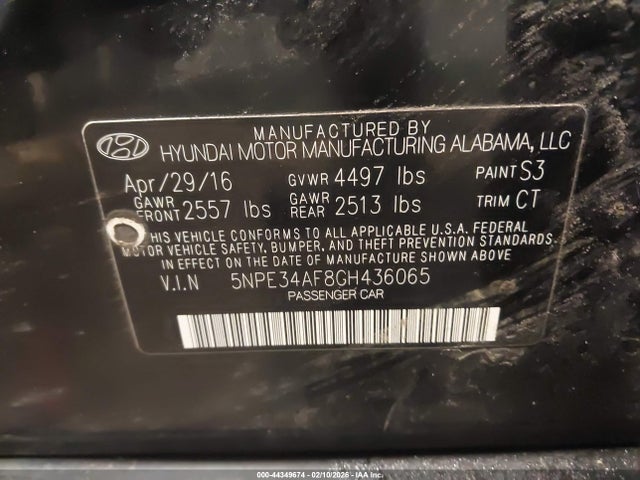 MANUFACTURED BY
HYUNDAI MOTOR MANUFACTURING ALABAMA, LLC
Apr/29/16 GVWR 4497 lbs PAINT S3
GAWR FRONT 2557 lbs GAWR REAR 2513 lbs TRIM CT
THIS VEHICLE CONFORMS TO ALL APPLICABLE U.S.A. FEDERAL
MOTOR VEHICLE SAFETY, BUMPER, AND THEFT PREVENTION STANDARDS
IN EFFECT ON THE DATE OF MANUFACTURE SHOWN ABOVE
V.I.N 5NPE34AF8GH436065
PASSENGER CAR
000-44349674 - 02/10/2026 - IAA Inc.